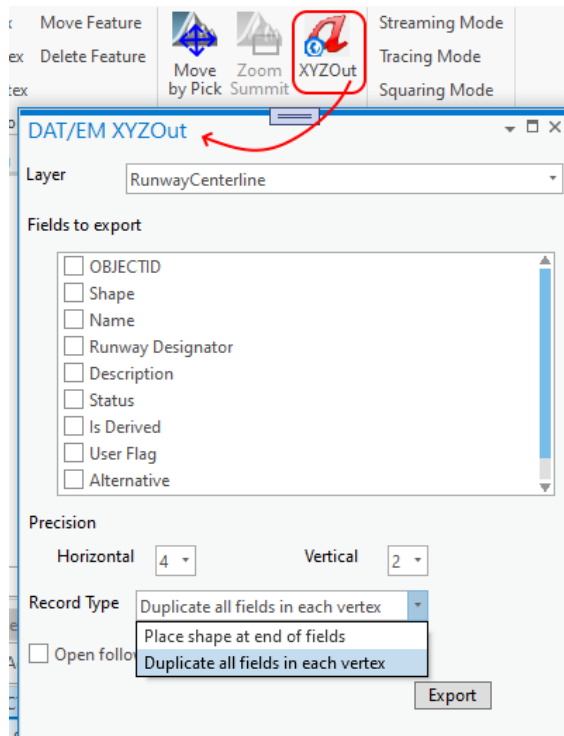 Move Feature
Streaming Mode
Delete Feature
Tracing Mode
Move by Pick
Zoom Summit
XYZOut
Squaring Mode
DAT/EM XYZOut
Layer RunwayCenterline
Fields to export
OBJECTID
Shape
Name
Runway Designator
Description
Status
Is Derived
User Flag
Alternative
Precision
Horizontal 4 Vertical 2
Record Type Duplicate all fields in each vertex
Place shape at end of fields
Duplicate all fields in each vertex
Open
Export